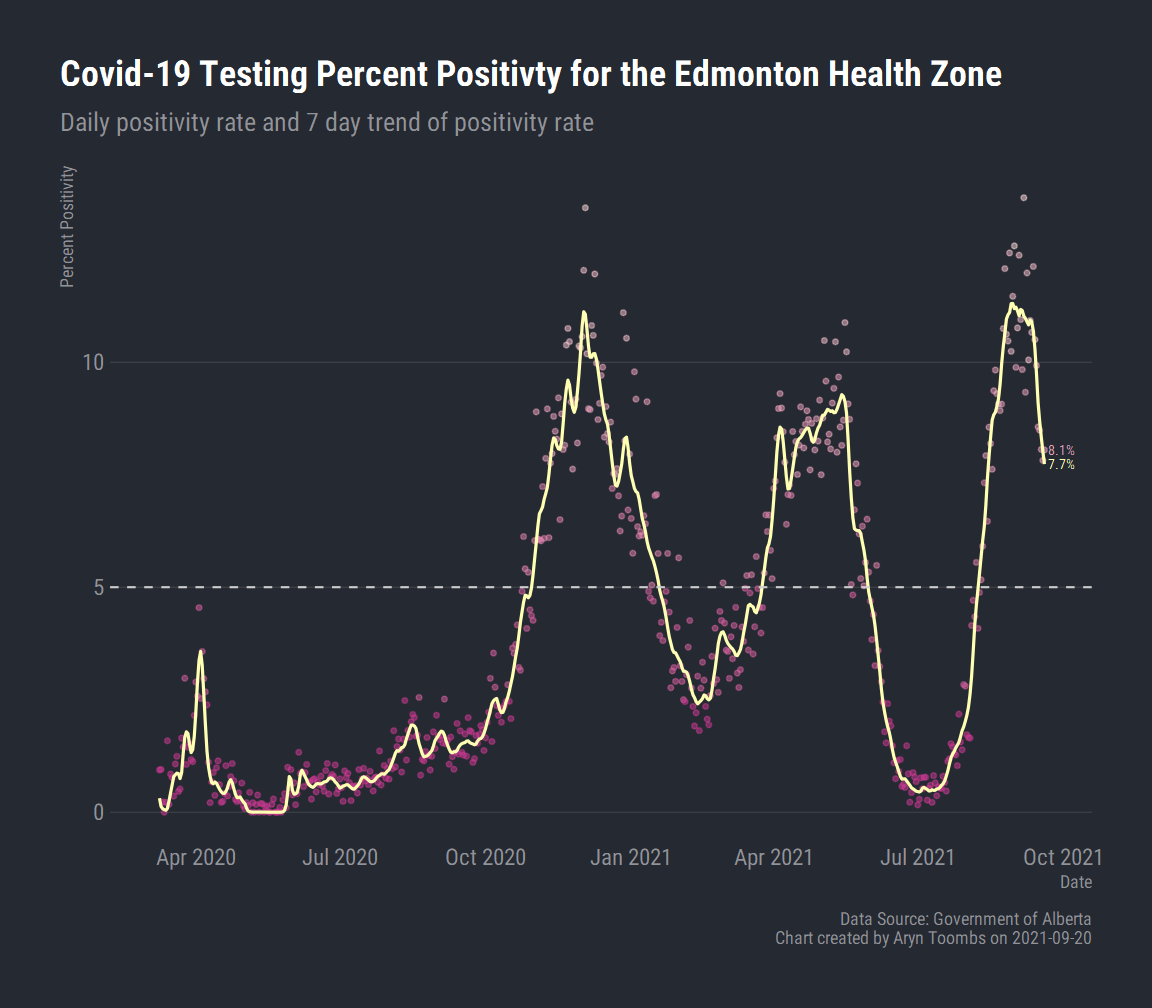 Covid-19 Testing Percent Positivty for the Edmonton Health Zone
Daily positivity rate and 7 day trend of positivity rate
Percent Positivity
10
8.1%
7.7%
5
0
Apr 2020 Jul 2020 Oct 2020 Jan 2021 Apr 2021 Jul 2021 Oct 2021
Date
Data Source: Government of Alberta
Chart created by Aryn Toombs on 2021-09-20